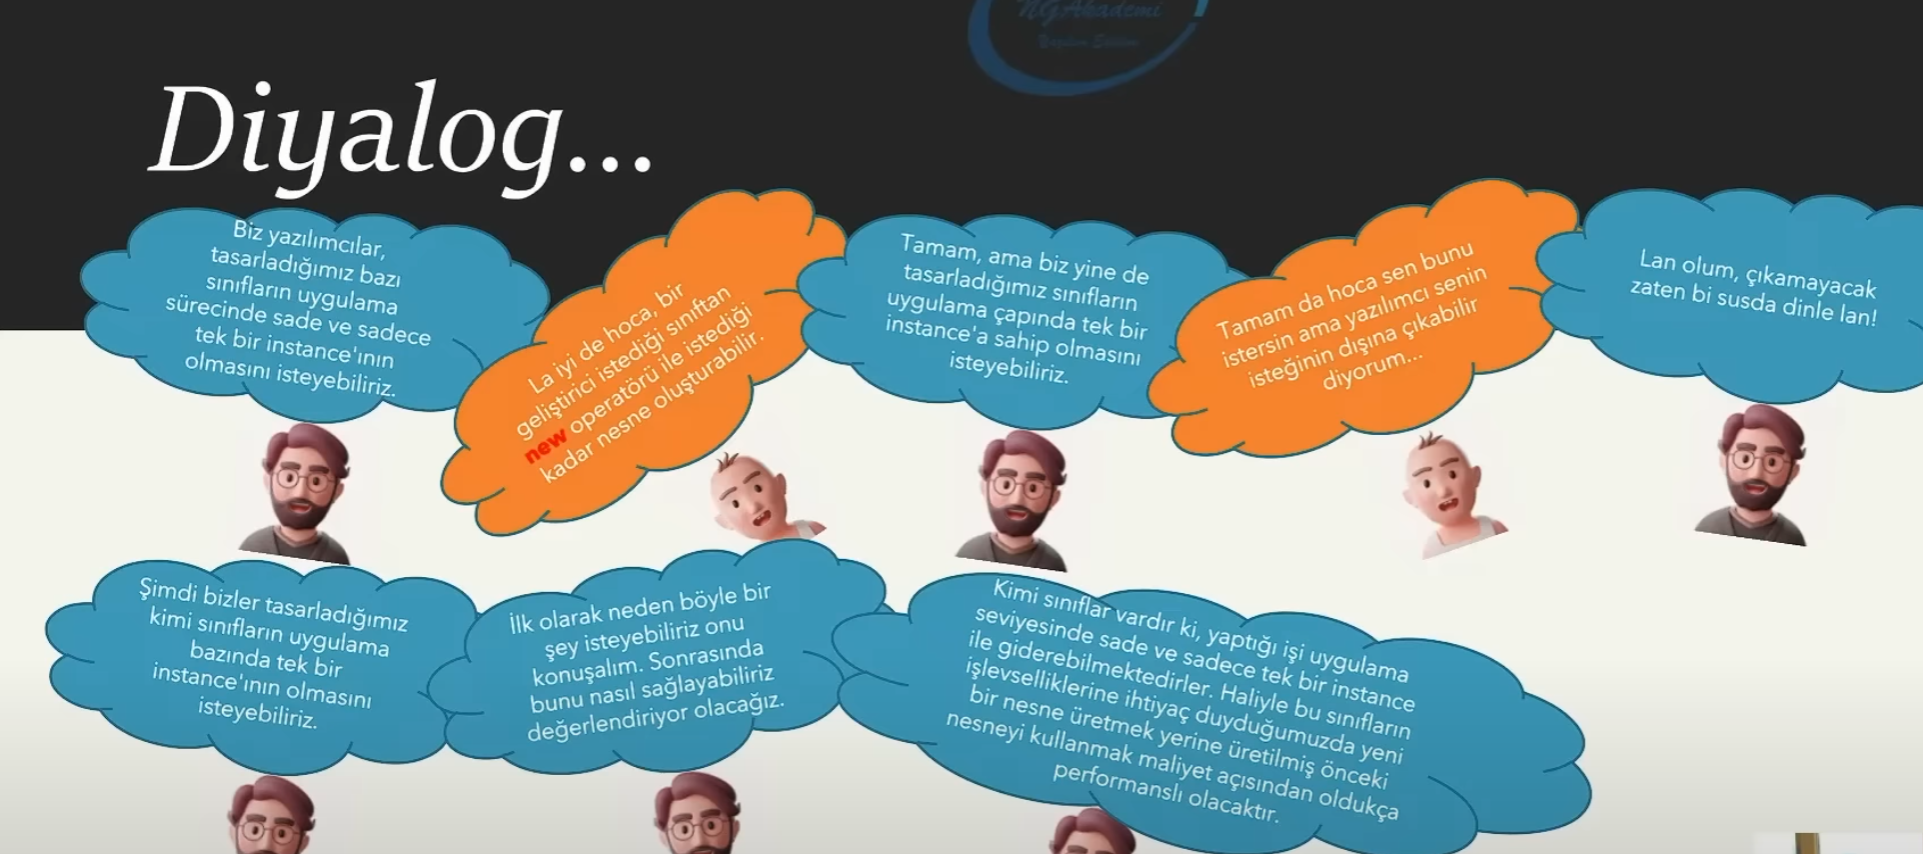 NGAkademi
Yazılım Eğitim
Diyalog...
Biz yazılımcılar,
tasarladığımız bazı
sınıfların uygulama
sürecinde sade ve sadece
tek bir instance'ının
olmasını isteyebiliriz.
La iyi de hoca, bir
geliştirici istediği sınıftan
new operatörü ile istediği
kadar nesne oluşturabilir.
Tamam, ama biz yine de
tasarladığımız sınıfların
uygulama çapında tek bir
instance'a sahip olmasını
isteyebiliriz.
Tamam da hoca sen bunu
istersin ama yazılımcı senin
isteğinin dışına çıkabilir
diyorum...
Lan olum, çıkamayacak
zaten bi susda dinle lan!
Şimdi bizler tasarladığımız
kimi sınıfların uygulama
bazında tek bir
instance'ının olmasını
isteyebiliriz.
İlk olarak neden böyle bir
şey isteyebiliriz onu
konuşalım. Sonrasında
bunu nasıl sağlayabiliriz
değerlendiriyor olacağız.
Kimi sınıflar vardır ki, yaptığı işi uygulama
seviyesinde sade ve sadece tek bir instance
ile giderebilmektedirler. Haliyle bu sınıfların
işlevselliklerine ihtiyaç duyduğumuzda yeni
bir nesne üretmek yerine üretilmiş önceki
nesneyi kullanmak maliyet açısından oldukça
performanslı olacaktır.